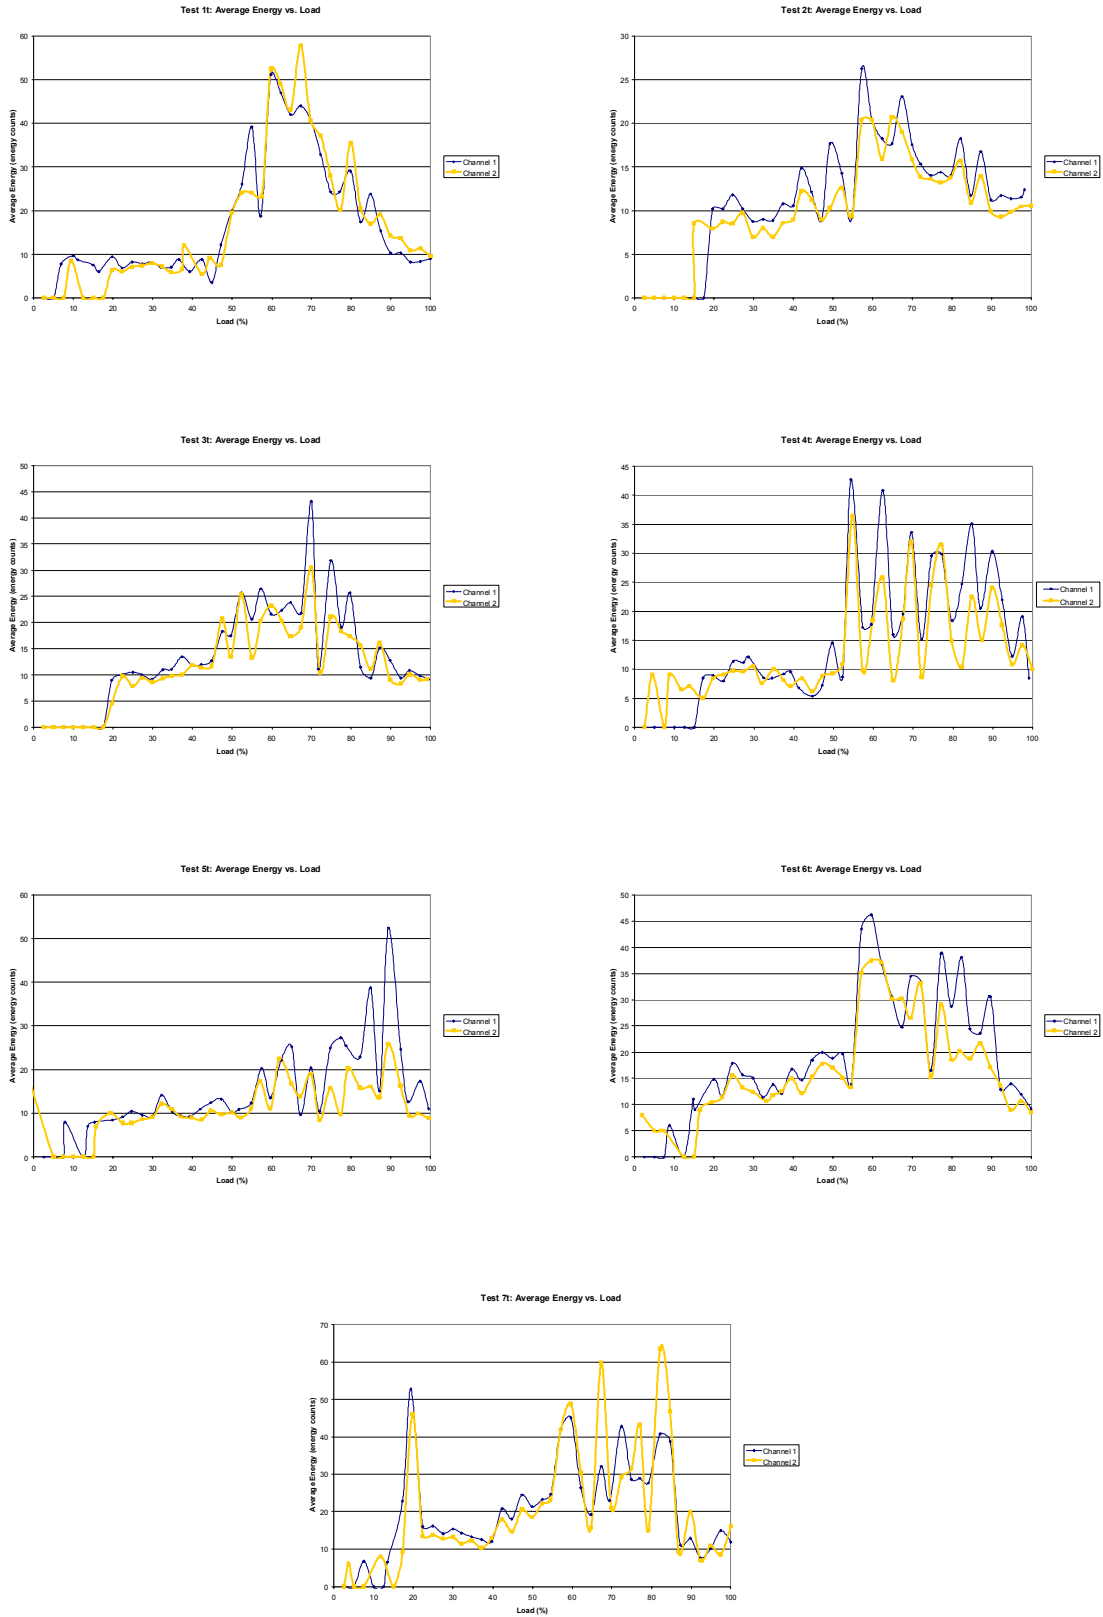 Test 1t: Average Energy vs. Load
60
50
40
30
20
10
0
0 10 20 30 40 50 60 70 80 90 100
Load (%)
Average Energy (energy counts)
Channel 1
Channel 2
Test 2t: Average Energy vs. Load
30
25
20
15
10
5
0
0 10 20 30 40 50 60 70 80 90 100
Load (%)
Average Energy (energy counts)
Channel 1
Channel 2
Test 3t: Average Energy vs. Load
50
45
40
35
30
25
20
15
10
5
0
0 10 20 30 40 50 60 70 80 90 100
Load (%)
Average Energy (energy counts)
Channel 1
Channel 2
Test 4t: Average Energy vs. Load
45
40
35
30
25
20
15
10
5
0
0 10 20 30 40 50 60 70 80 90 100
Load (%)
Average Energy (energy counts)
Channel 1
Channel 2
Test 5t: Average Energy vs. Load
60
50
40
30
20
10
0
0 10 20 30 40 50 60 70 80 90 100
Load (%)
Average Energy (energy counts)
Channel 1
Channel 2
Test 6t: Average Energy vs. Load
50
45
40
35
30
25
20
15
10
5
0
0 10 20 30 40 50 60 70 80 90 100
Load (%)
Average Energy (energy counts)
Channel 1
Channel 2
Test 7t: Average Energy vs. Load
70
60
50
40
30
20
10
0
0 10 20 30 40 50 60 70 80 90 100
Load (%)
Average Energy (energy counts)
Channel 1
Channel 2